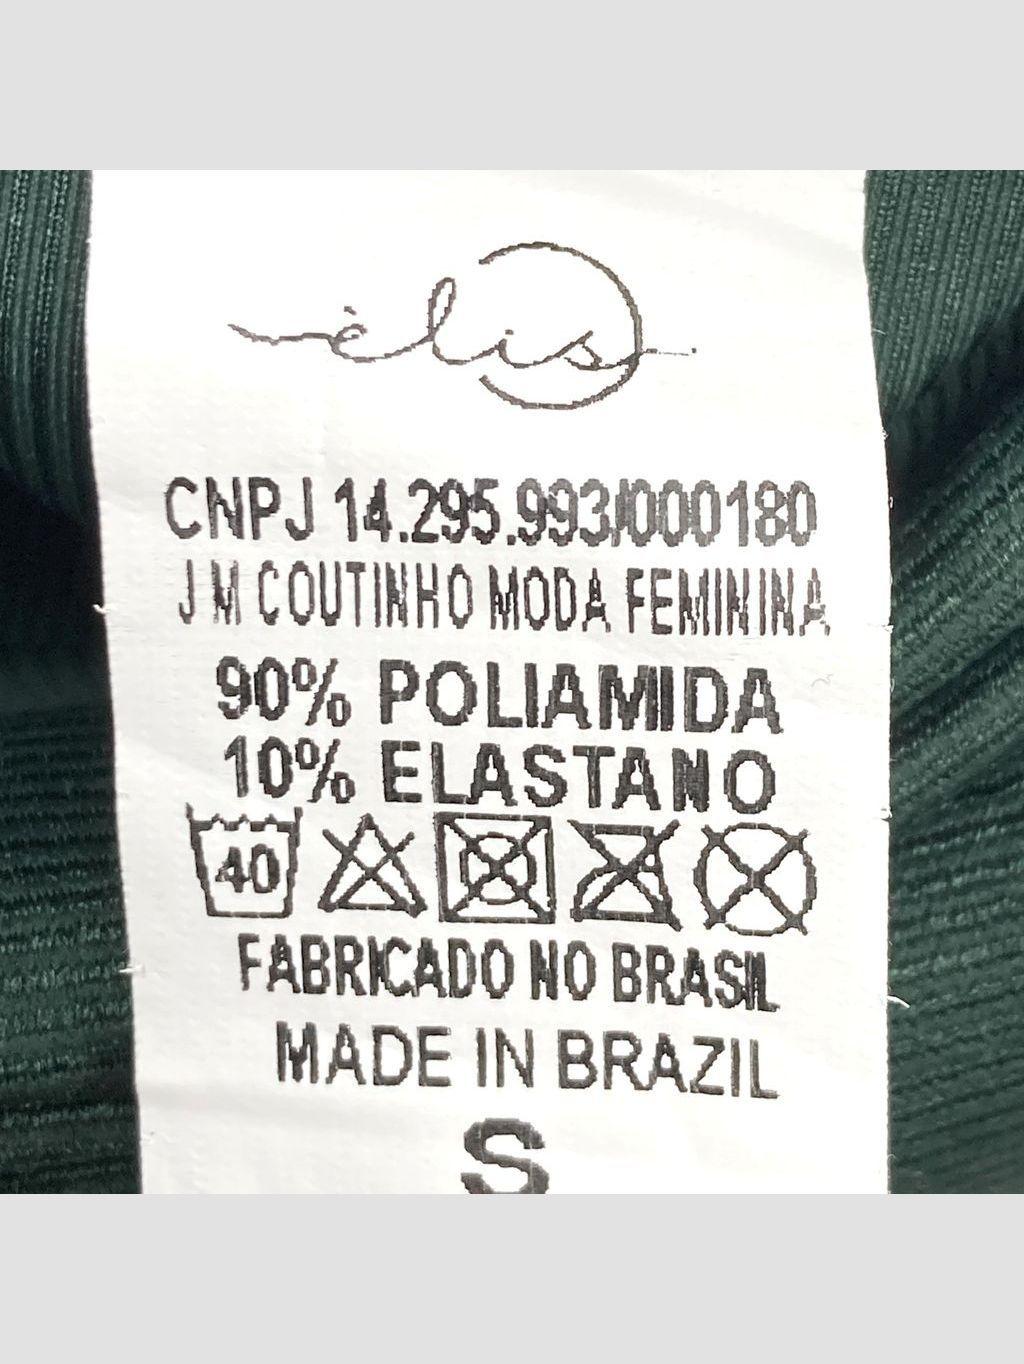 èlis
CNPJ 14.295.993/000180
J M COUTINHO MODA FEMININA
90% POLIAMIDA
10% ELASTANO
40
FABRICADO NO BRASIL
MADE IN BRAZIL
S